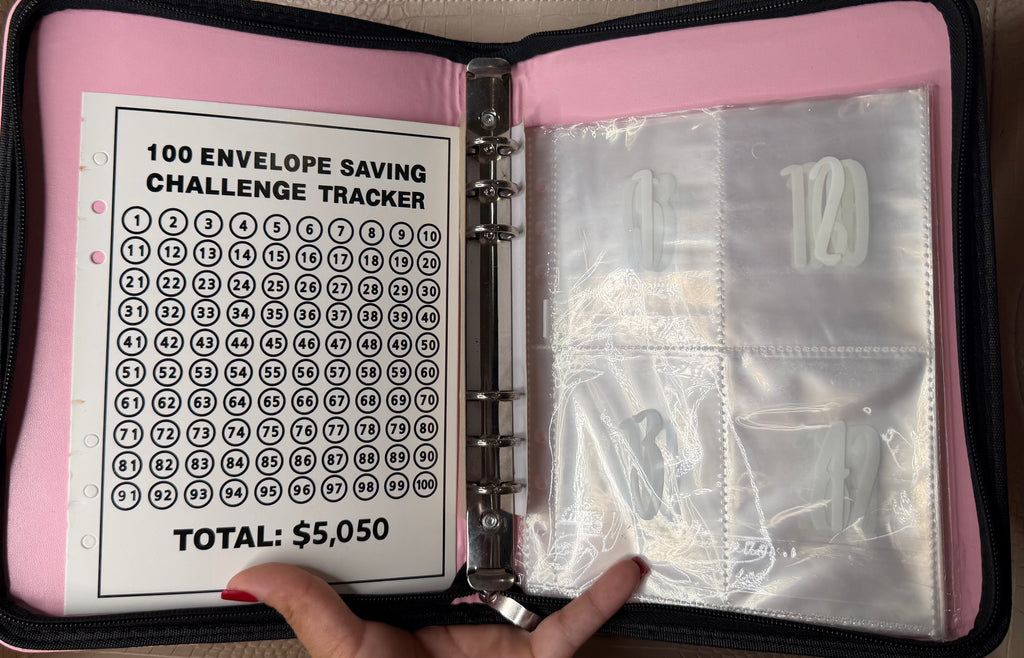 100 ENVELOPE SAVING
CHALLENGE TRACKER
1 2 3 4 5 6 7 8 9 10
11 12 13 14 15 16 17 18 19 20
21 22 23 24 25 26 27 28 29 30
31 32 33 34 35 36 37 38 39 40
41 42 43 44 45 46 47 48 49 50
51 52 53 54 55 56 57 58 59 60
61 62 63 64 65 66 67 68 69 70
71 72 73 74 75 76 77 78 79 80
81 82 83 84 85 86 87 88 89 90
91 92 93 94 95 96 97 98 99 100
TOTAL: $5,050
1
2
3
4